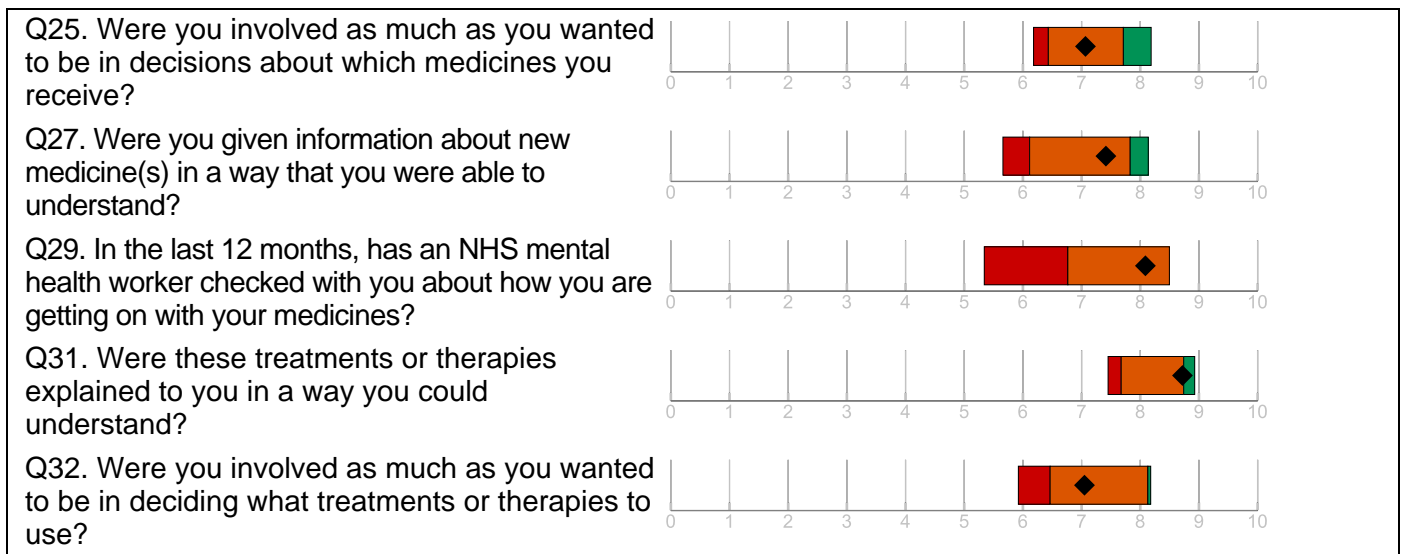 Q25. Were you involved as much as you wanted
to be in decisions about which medicines you
receive?
0 1 2 3 4 5 6 7 8 9 10
Q27. Were you given information about new
medicine(s) in a way that you were able to
understand?
0 1 2 3 4 5 6 7 8 9 10
Q29. In the last 12 months, has an NHS mental
health worker checked with you about how you are
getting on with your medicines?
0 1 2 3 4 5 6 7 8 9 10
Q31. Were these treatments or therapies
explained to you in a way you could
understand?
0 1 2 3 4 5 6 7 8 9 10
Q32. Were you involved as much as you wanted
to be in deciding what treatments or therapies to
use?
0 1 2 3 4 5 6 7 8 9 10